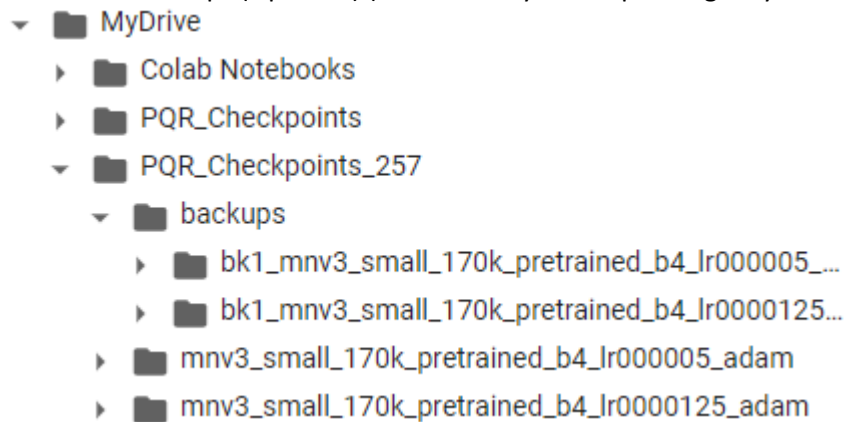 MyDrive
Colab Notebooks
PQR_Checkpoints
PQR_Checkpoints_257
backups
bk1_mnv3_small_170k_pretrained_b4_lr000005_...
bk1_mnv3_small_170k_pretrained_b4_lr0000125...
mnv3_small_170k_pretrained_b4_lr000005_adam
mnv3_small_170k_pretrained_b4_lr0000125_adam